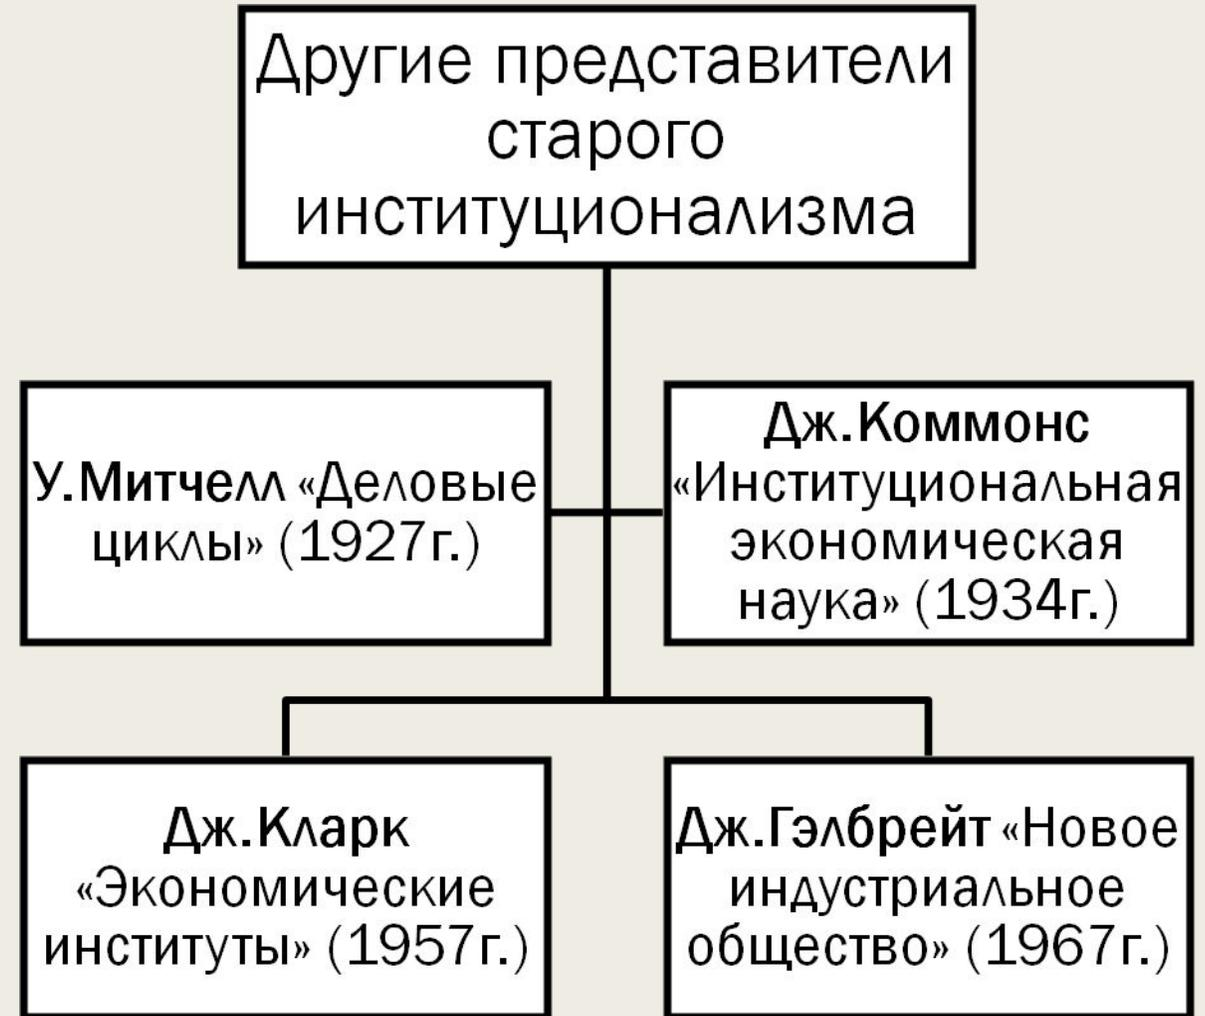 Другие представители
старого
институционализма
У.Митчелл «Деловые
циклы» (1927г.)
Дж.Коммонс
«Институциональная
экономическая
наука» (1934г.)
Дж.Кларк
«Экономические
институты» (1957г.)
Дж.Гэлбрейт «Новое
индустриальное
общество» (1967г.)